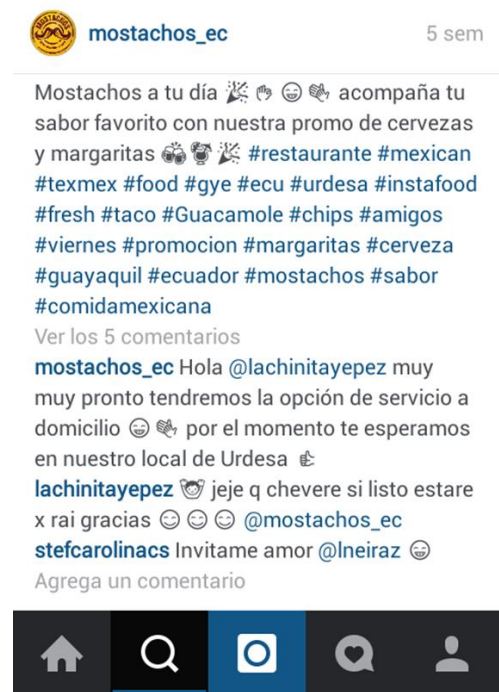 mostachos_ec
5 sem
Mostachos a tu día 🎉 👏 😁 👏 acompaña tu
sabor favorito con nuestra promo de cervezas
y margaritas 🍻 🍹 🎉 #restaurante #mexican
#texmex #food #gye #ecu #urdesa #instafood
#fresh #taco #Guacamole #chips #amigos
#viernes #promocion #margaritas #cerveza
#guayaquil #ecuador #mostachos #sabor
#comidamexicana
Ver los 5 comentarios
mostachos_ec Hola @lachinitayepez muy
muy pronto tendremos la opción de servicio a
domicilio 😁 👏 por el momento te esperamos
en nuestro local de Urdesa 👍
lachinitayepez 🙆 jeje q chevere si listo estare
x rai gracias 😊 😊 😊 @mostachos_ec
stefcarolinacs Invitame amor @lneiraz 😁
Agrega un comentario